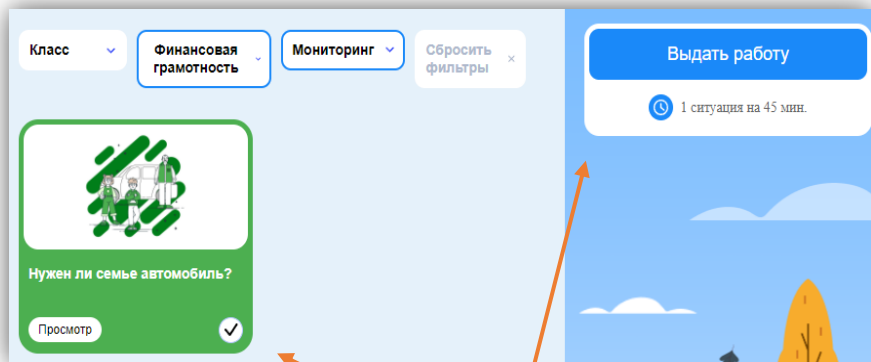 Класс
Финансовая
грамотность
Мониторинг
Сбросить
фильтры
Выдать работу
1 ситуация на 45 мин.
Нужен ли семье автомобиль?
Просмотр